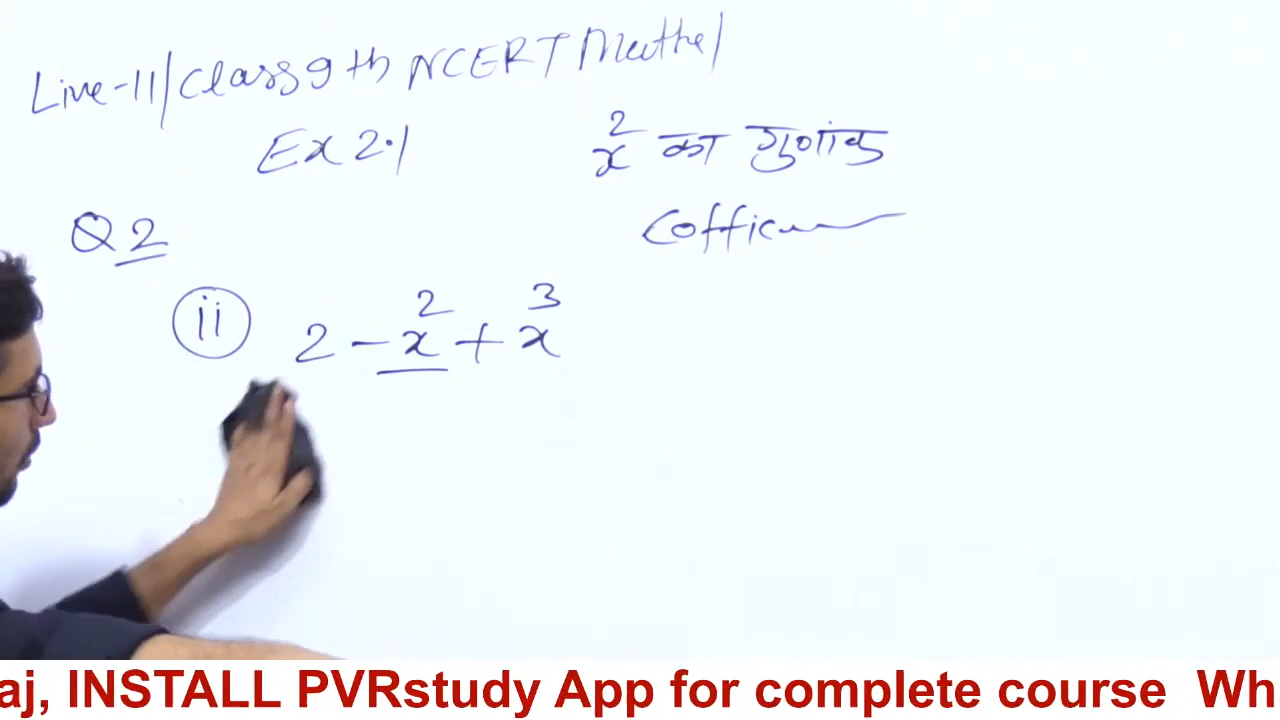 Live-11/Class 9th NCERT Maths/
Ex 2.1
x² का गुणांक
Q2
(ii) 2 - x² + x³
aj, INSTALL PVRstudy App for complete course Wh